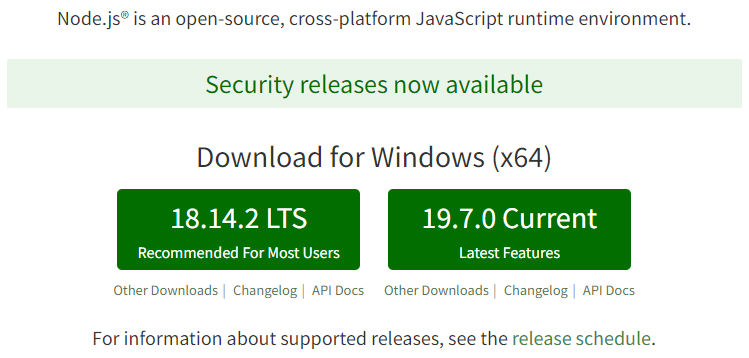 Node.js® is an open-source, cross-platform JavaScript runtime environment.
Security releases now available
Download for Windows (x64)
18.14.2 LTS
Recommended For Most Users
19.7.0 Current
Latest Features
Other Downloads | Changelog | API Docs
Other Downloads | Changelog | API Docs
For information about supported releases, see the release schedule.